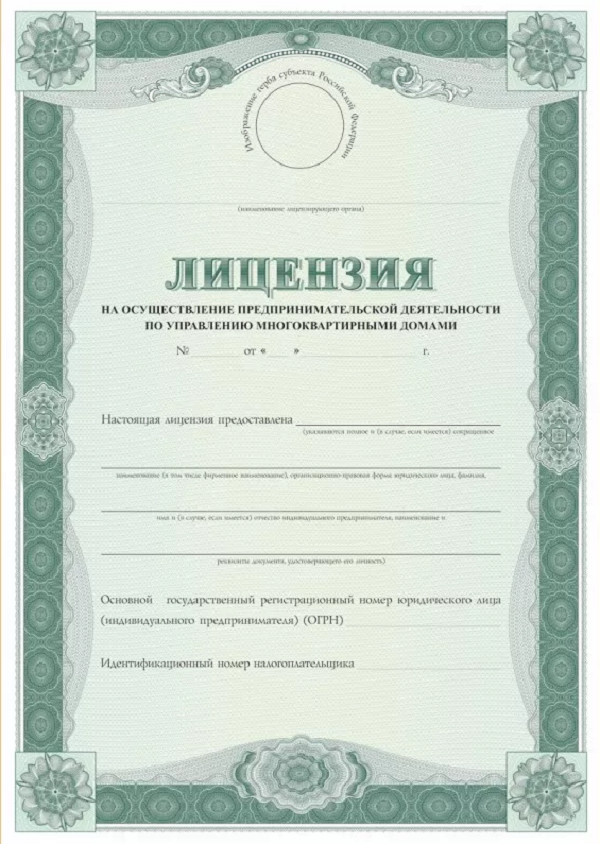 Изображение герба субъекта Российской Федерации
(наименование лицензирующего органа)
ЛИЦЕНЗИЯ
НА ОСУЩЕСТВЛЕНИЕ ПРЕДПРИНИМАТЕЛЬСКОЙ ДЕЯТЕЛЬНОСТИ
ПО УПРАВЛЕНИЮ МНОГОКВАРТИРНЫМИ ДОМАМИ
№ от « » г.
Настоящая лицензия предоставлена
(указываются полное и (в случае, если имеется) сокращенное
наименование (в том числе фирменное наименование), организационно-правовая форма юридического лица, фамилия,
имя и (в случае, если имеется) отчество индивидуального предпринимателя, наименование и
реквизиты документа, удостоверяющего его личность)
Основной государственный регистрационный номер юридического лица
(индивидуального предпринимателя) (ОГРН)
Идентификационный номер налогоплательщика